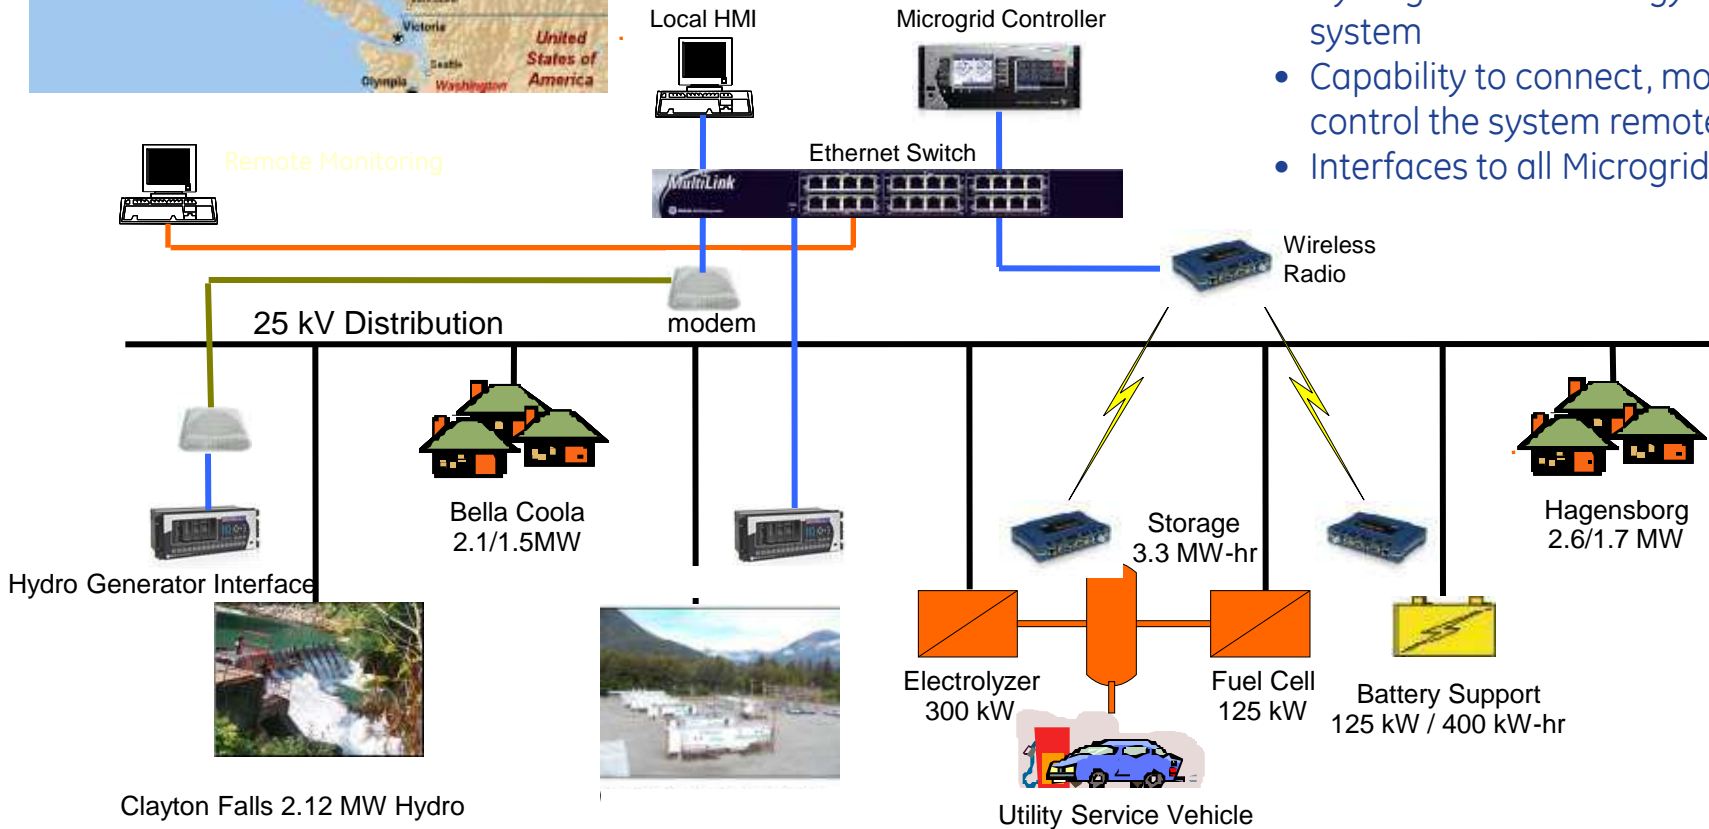 Victoria
Seattle
Olympia
Washington
United
States of
America
Local HMI
Microgrid Controller
system
• Capability to connect,
control the system
• Interfaces to all Microgrid
Remote Monitoring
Ethernet Switch
MultiLink
Wireless
Radio
modem
25 kV Distribution
Bella Coola
2.1/1.5MW
Storage
3.3 MW-hr
Hagensborg
2.6/1.7 MW
Hydro Generator Interface
Electrolyzer
300 kW
Fuel Cell
125 kW
Battery Support
125 kW / 400 kW-hr
Clayton Falls 2.12 MW Hydro
Utility Service Vehicle